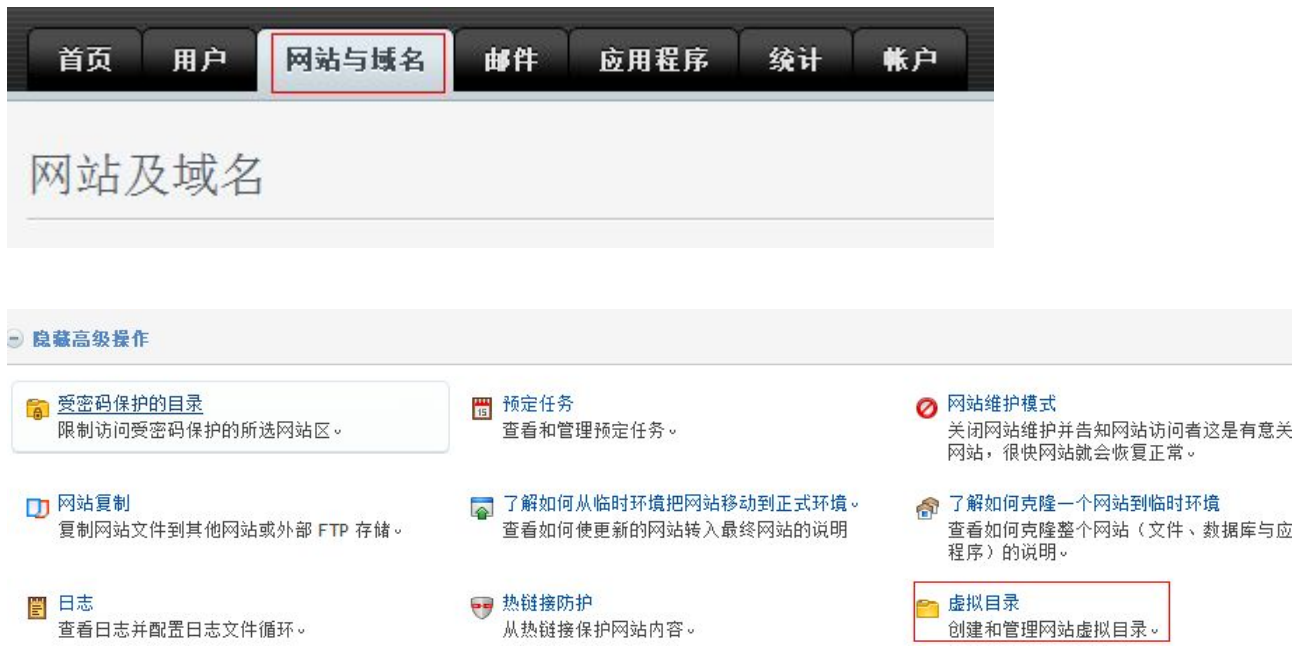 首页 用户 网站与域名 邮件 应用程序 统计 帐户
网站及域名
隐藏高级操作
受密码保护的目录
限制访问受密码保护的所选网站区。
预定任务
查看和管理预定任务。
网站维护模式
关闭网站维护并告知网站访问者这是有意关
网站，很快网站就会恢复正常。
网站复制
复制网站文件到其他网站或外部 FTP 存储。
了解如何从临时环境把网站移动到正式环境。
查看如何使更新的网站转入最终网站的说明
了解如何克隆一个网站到临时环境
查看如何克隆整个网站（文件、数据库与应
程序）的说明。
日志
查看日志并配置日志文件循环。
热链接防护
从热链接保护网站内容。
虚拟目录
创建和管理网站虚拟目录。